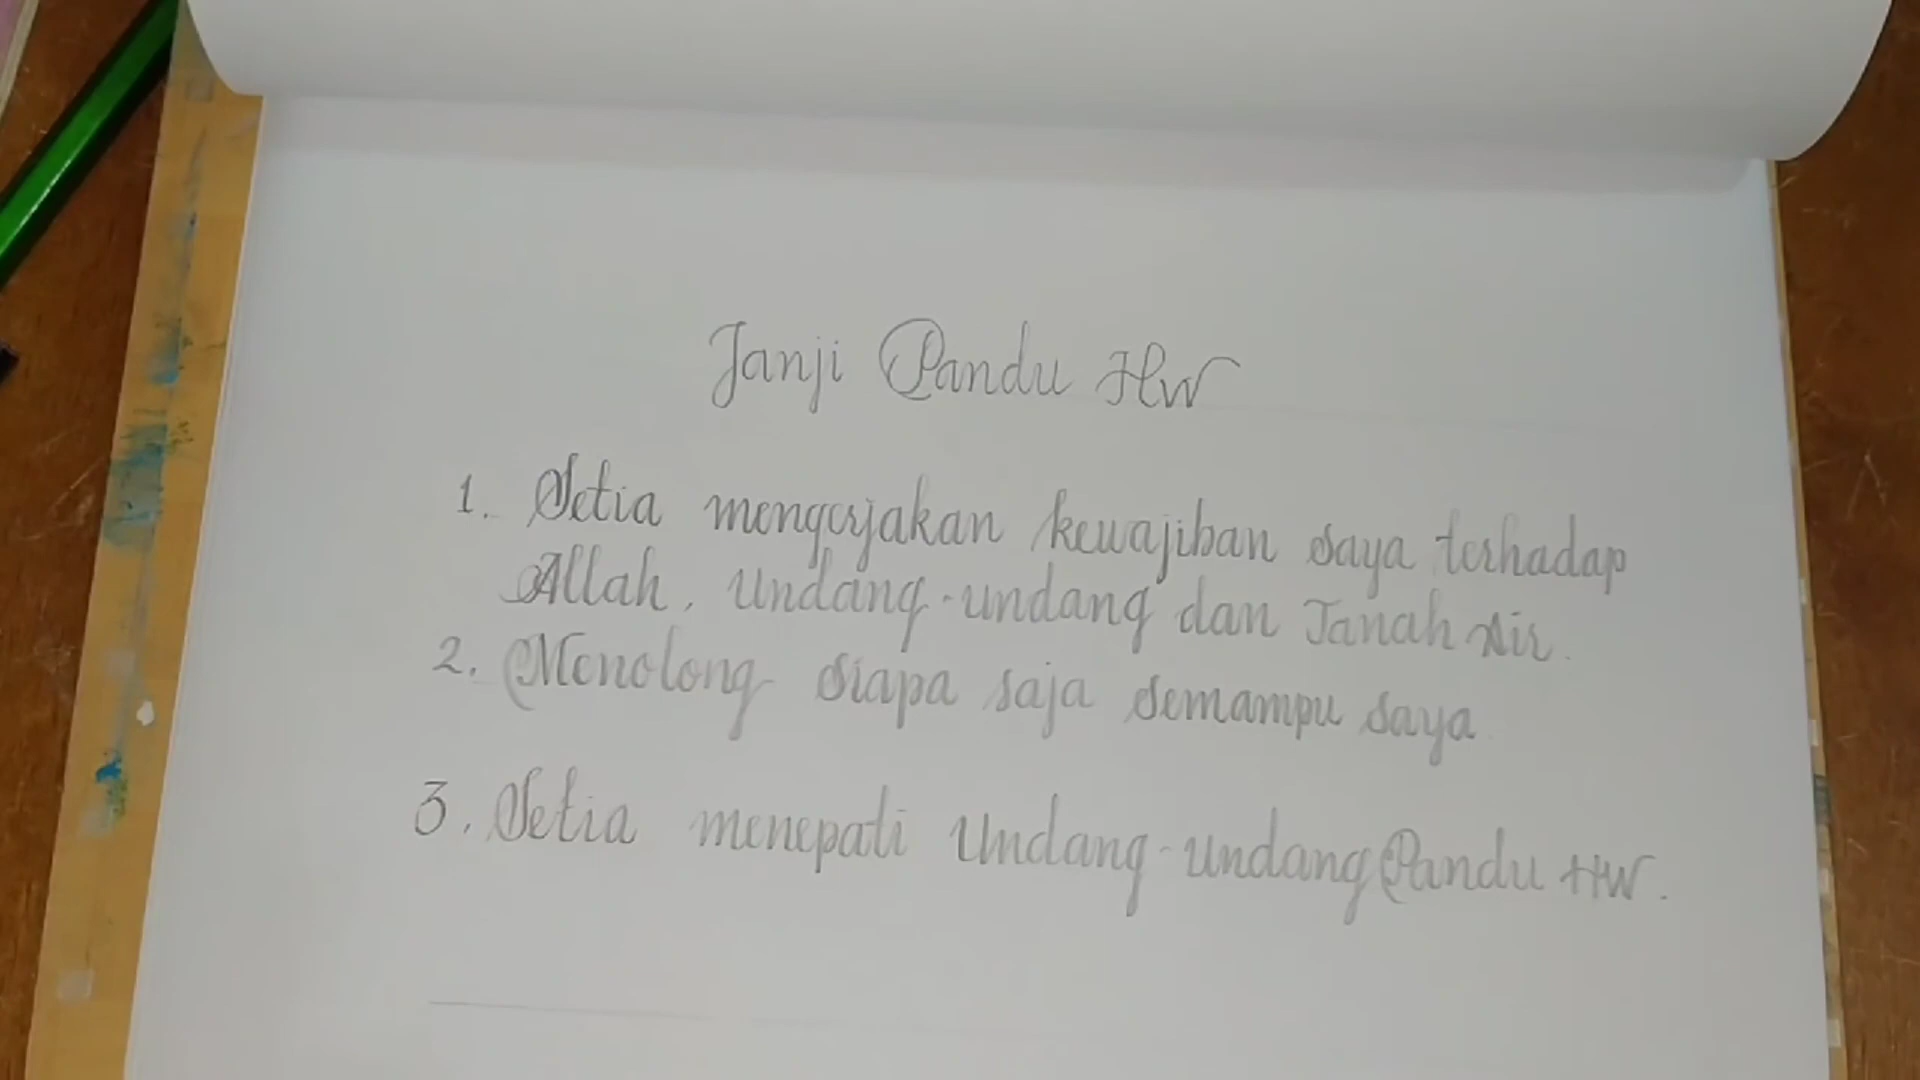 Janji Pandu HW
1. Setia mengerjakan kewajiban saya terhadap
Allah, undang-undang dan Tanah Air.
2. Menolong siapa saja semampu saya
3. Setia menepati Undang-undang Pandu HW.